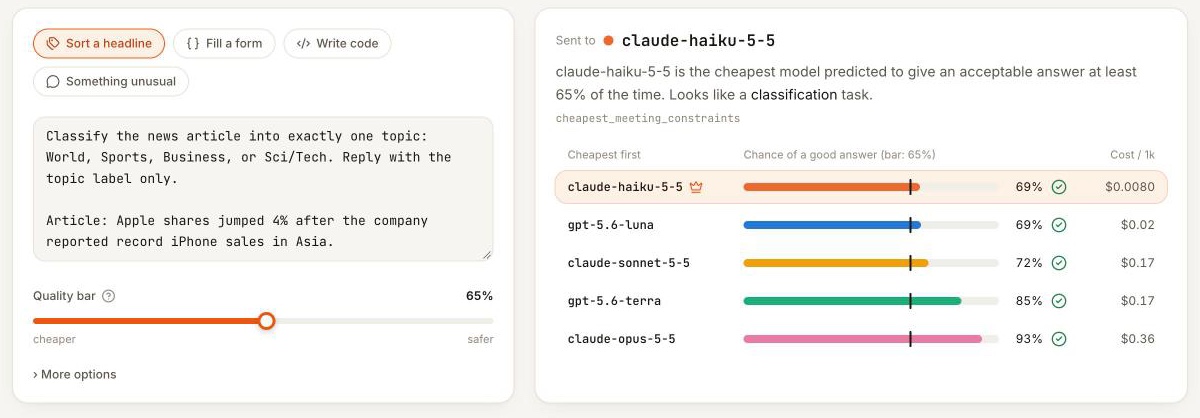 Sort a headline
{ } Fill a form
</> Write code
Something unusual
Classify the news article into exactly one topic:
World, Sports, Business, or Sci/Tech. Reply with the
topic label only.
Article: Apple shares jumped 4% after the company
reported record iPhone sales in Asia.
Quality bar ? 65%
cheaper safer
› More options
Sent to claude-haiku-5-5
claude-haiku-5-5 is the cheapest model predicted to give an acceptable answer at least
65% of the time. Looks like a classification task.
cheapest_meeting_constraints
Cheapest first Chance of a good answer (bar: 65%) Cost / 1k
claude-haiku-5-5 69% $0.0080
gpt-5.6-luna 69% $0.02
claude-sonnet-5-5 72% $0.17
gpt-5.6-terra 85% $0.17
claude-opus-5-5 93% $0.36